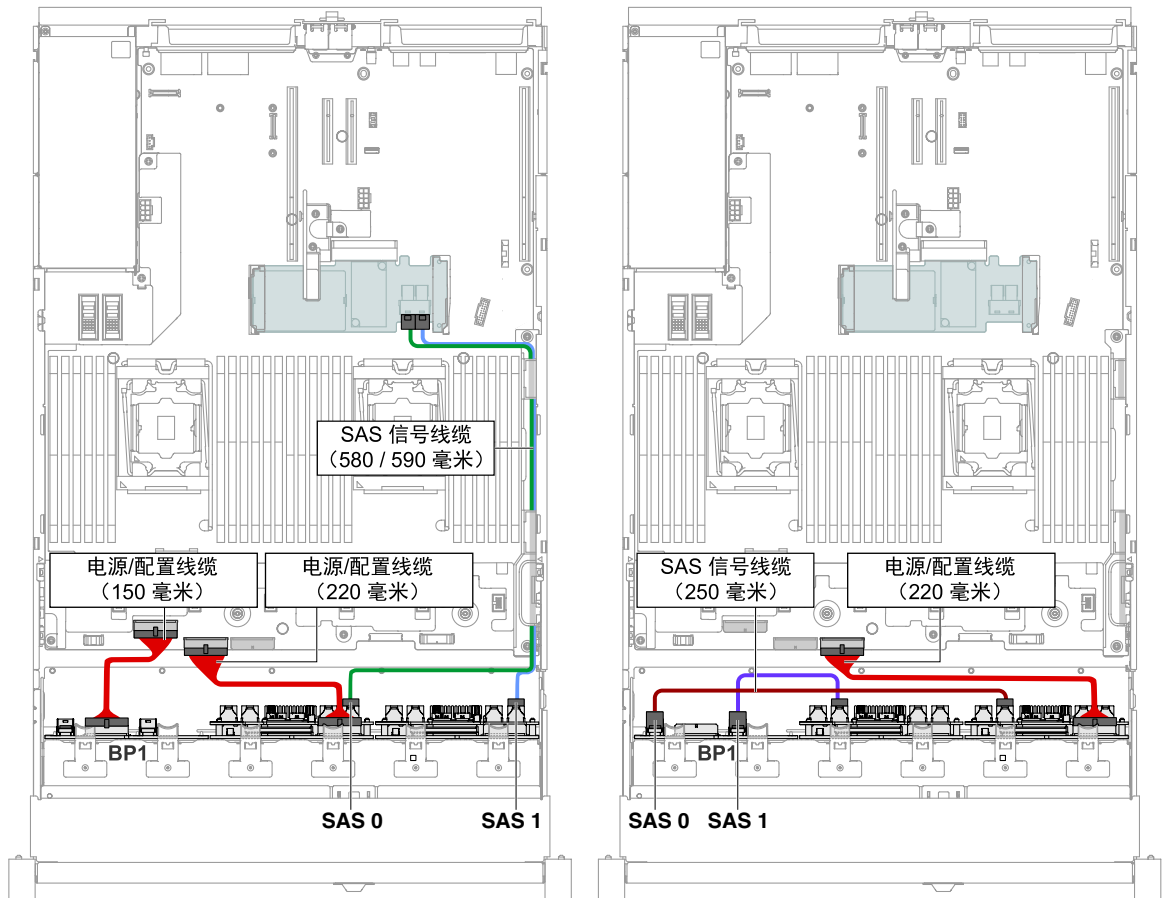 SAS 信号线缆
（580 / 590 毫米）
电源/配置线缆
（150 毫米）
电源/配置线缆
（220 毫米）
BP1
SAS 0
SAS 1
SAS 信号线缆
（250 毫米）
电源/配置线缆
（220 毫米）
BP1
SAS 0
SAS 1